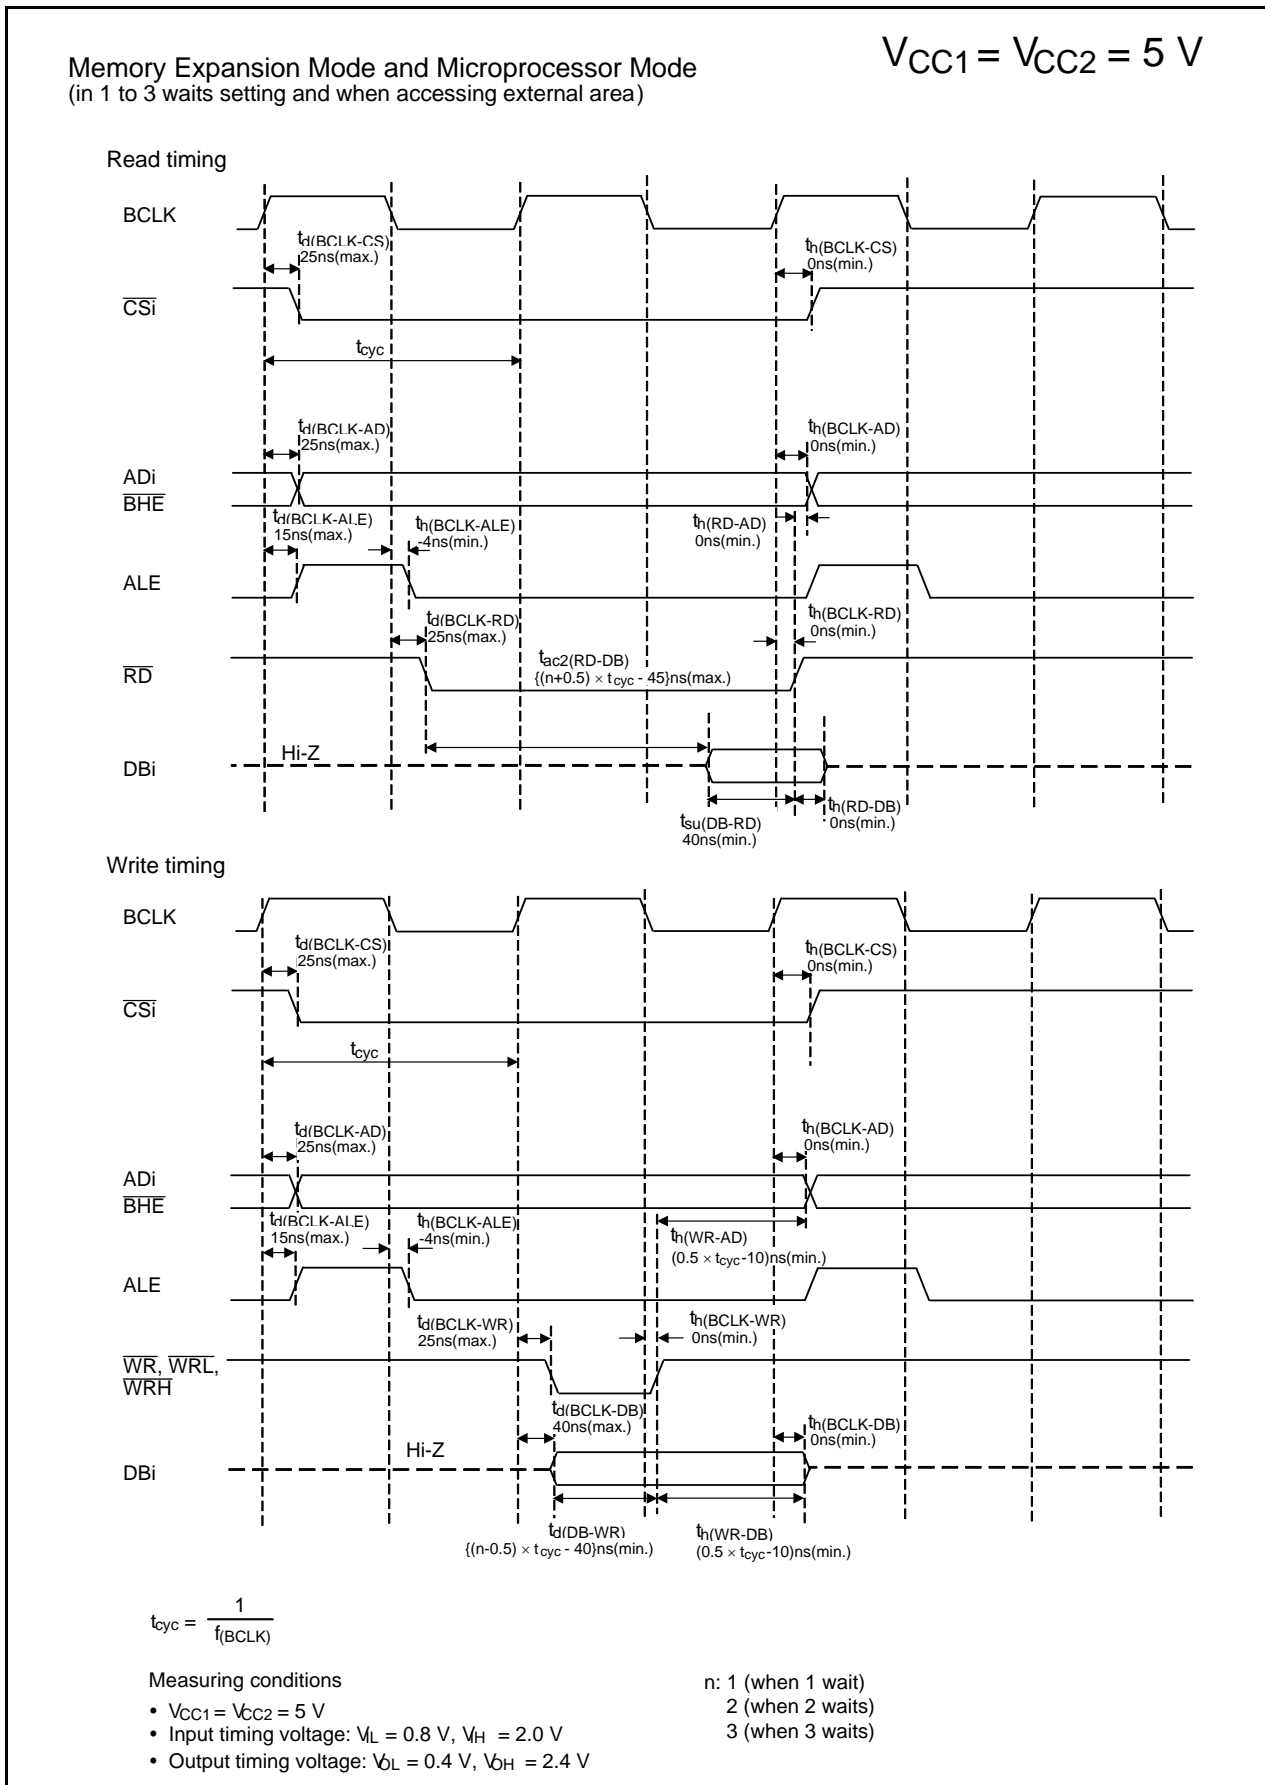 VCC1 = VCC2 = 5 V
Memory Expansion Mode and Microprocessor Mode
(in 1 to 3 waits setting and when accessing external area)
Read timing
BCLK
td(BCLK-CS)
25ns(max.)
th(BCLK-CS)
0ns(min.)
CSi
tcyc
td(BCLK-AD)
25ns(max.)
th(BCLK-AD)
0ns(min.)
ADi
BHE
td(BCLK-ALE)
15ns(max.)
th(BCLK-ALE)
-4ns(min.)
th(RD-AD)
0ns(min.)
ALE
td(BCLK-RD)
25ns(max.)
th(BCLK-RD)
0ns(min.)
RD
tac2(RD-DB)
{(n+0.5) × tcyc - 45}ns(max.)
Hi-Z
DBi
tsu(DB-RD)
40ns(min.)
th(RD-DB)
0ns(min.)
Write timing
BCLK
td(BCLK-CS)
25ns(max.)
th(BCLK-CS)
0ns(min.)
CSi
tcyc
td(BCLK-AD)
25ns(max.)
th(BCLK-AD)
0ns(min.)
ADi
BHE
td(BCLK-ALE)
15ns(max.)
th(BCLK-ALE)
-4ns(min.)
th(WR-AD)
(0.5 × tcyc-10)ns(min.)
ALE
td(BCLK-WR)
25ns(max.)
th(BCLK-WR)
0ns(min.)
WR, WRL,
WRH
td(BCLK-DB)
40ns(max.)
th(BCLK-DB)
0ns(min.)
Hi-Z
DBi
td(DB-WR)
{(n-0.5) × tcyc - 40}ns(min.)
th(WR-DB)
(0.5 × tcyc-10)ns(min.)
tcyc = 1
f(BCLK)
Measuring conditions
• VCC1 = VCC2 = 5 V
• Input timing voltage: VIL = 0.8 V, VIH = 2.0 V
• Output timing voltage: VOL = 0.4 V, VOH = 2.4 V
n: 1 (when 1 wait)
2 (when 2 waits)
3 (when 3 waits)